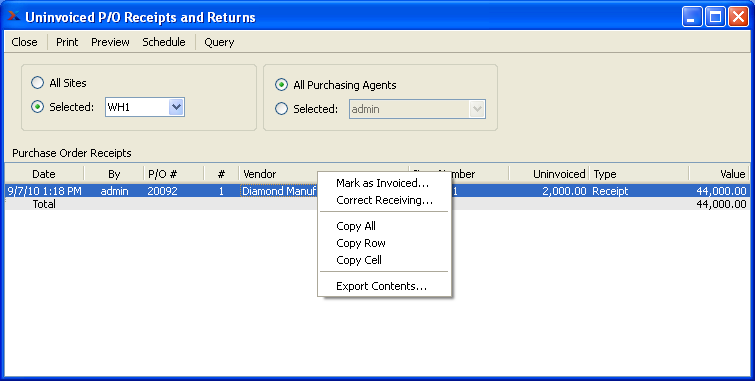 Uninvoiced P/O Receipts and Returns
Close Print Preview Schedule Query
All Sites
Selected: WH1
All Purchasing Agents
Selected: admin
Purchase Order Receipts
Date By P/O # # Vendor Number Uninvoiced Type Value
9/7/10 1:18 PM admin 20092 1 Diamond Manuf 1 2,000.00 Receipt 44,000.00
Total 44,000.00
Mark as Invoiced...
Correct Receiving...
Copy All
Copy Row
Copy Cell
Export Contents...